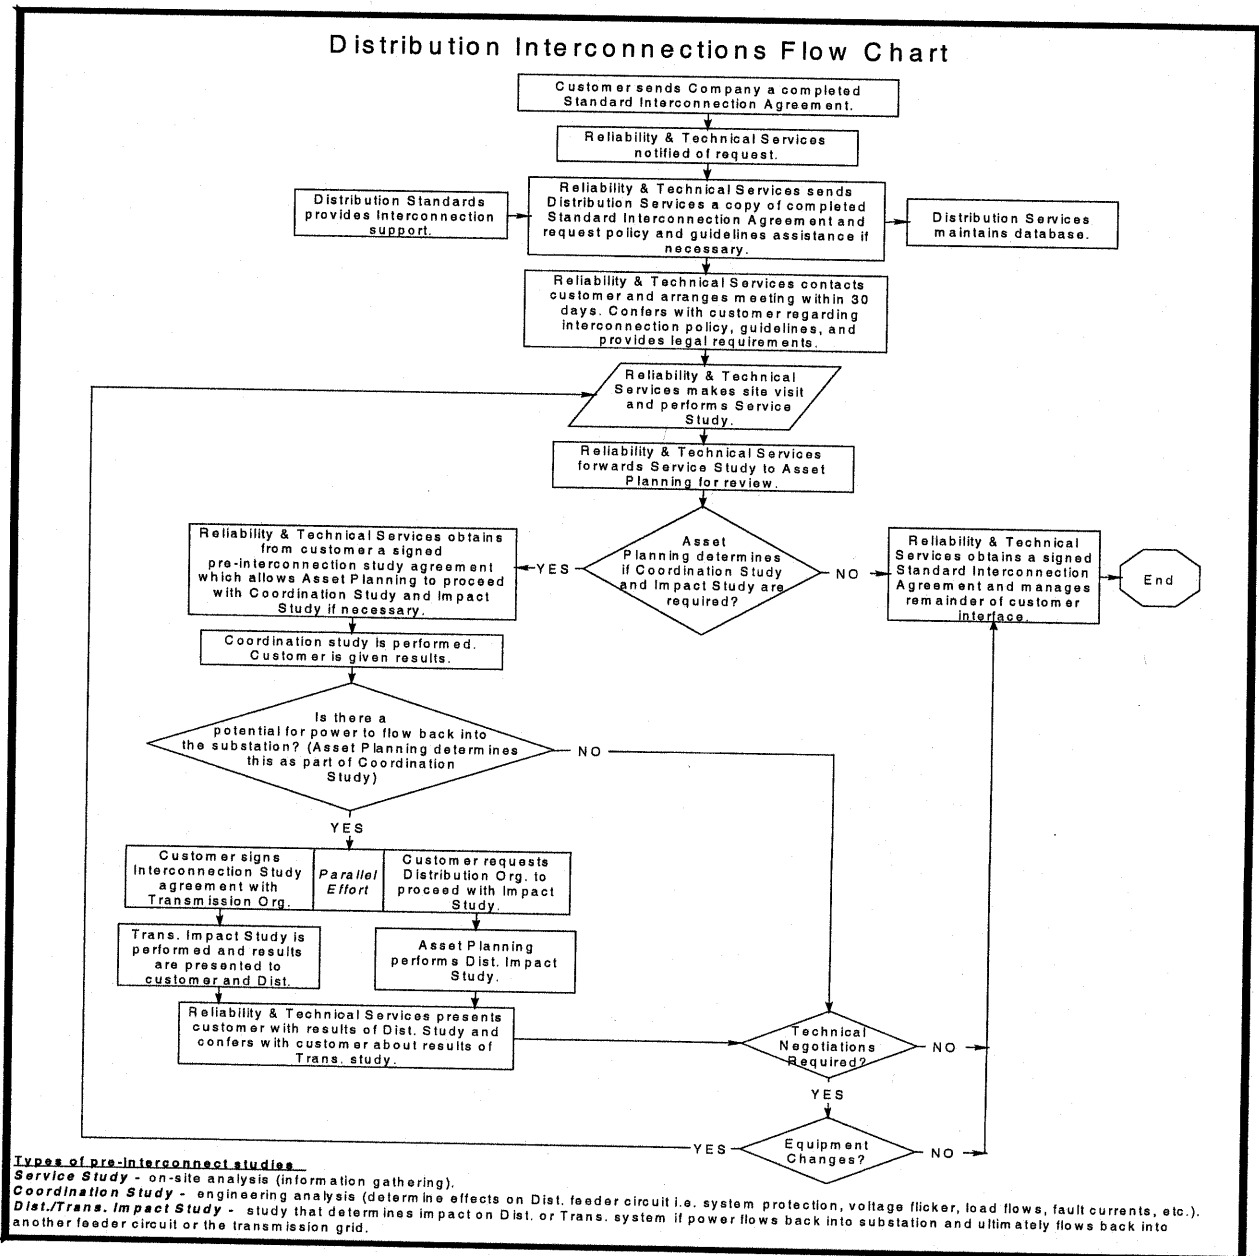 Distribution Interconnections Flow Chart
Customer sends Company a completed
Standard Interconnection Agreement.
Reliability & Technical Services
notified of request.
Distribution Standards
provides Interconnection
support.
Reliability & Technical Services sends
Distribution Services a copy of completed
Standard Interconnection Agreement and
request policy and guidelines assistance if
necessary.
Distribution Services
maintains database.
Reliability & Technical Services contacts
customer and arranges meeting within 30
days. Confers with customer regarding
interconnection policy, guidelines, and
provides legal requirements.
Reliability & Technical
Services makes site visit
and performs Service
Study.
Reliability & Technical Services
forwards Service Study to Asset
Planning for review.
Reliability & Technical Services obtains
from customer a signed
pre-interconnection study agreement
which allows Asset Planning to proceed
with Coordination Study and Impact
Study if necessary.
YES
Asset
Planning determines
if Coordination Study
and Impact Study are
required?
NO
Reliability & Technical
Services obtains a signed
Standard Interconnection
Agreement and manages
remainder of customer
interface.
End
Coordination study is performed.
Customer is given results.
Is there a
potential for power to flow back into
the substation? (Asset Planning determines
this as part of Coordination
Study)
NO
YES
Customer signs
Interconnection Study
agreement with
Transmission Org.
Parallel
Effort
Customer requests
Distribution Org. to
proceed with Impact
Study.
Trans. Impact Study is
performed and results
are presented to
customer and Dist.
Asset Planning
performs Dist. Impact
Study.
Reliability & Technical Services presents
customer with results of Dist. Study and
confers with customer about results of
Trans. study.
Technical
Negotiations
Required?
NO
YES
YES
Equipment
Changes?
NO
Types of pre-interconnect studies
Service Study - on-site analysis (information gathering).
Coordination Study - engineering analysis (determine effects on Dist. feeder circuit i.e. system protection, voltage flicker, load flows, fault currents, etc.).
Dist./Trans. Impact Study - study that determines impact on Dist. or Trans. system if power flows back into substation and ultimately flows back into
another feeder circuit or the transmission grid.